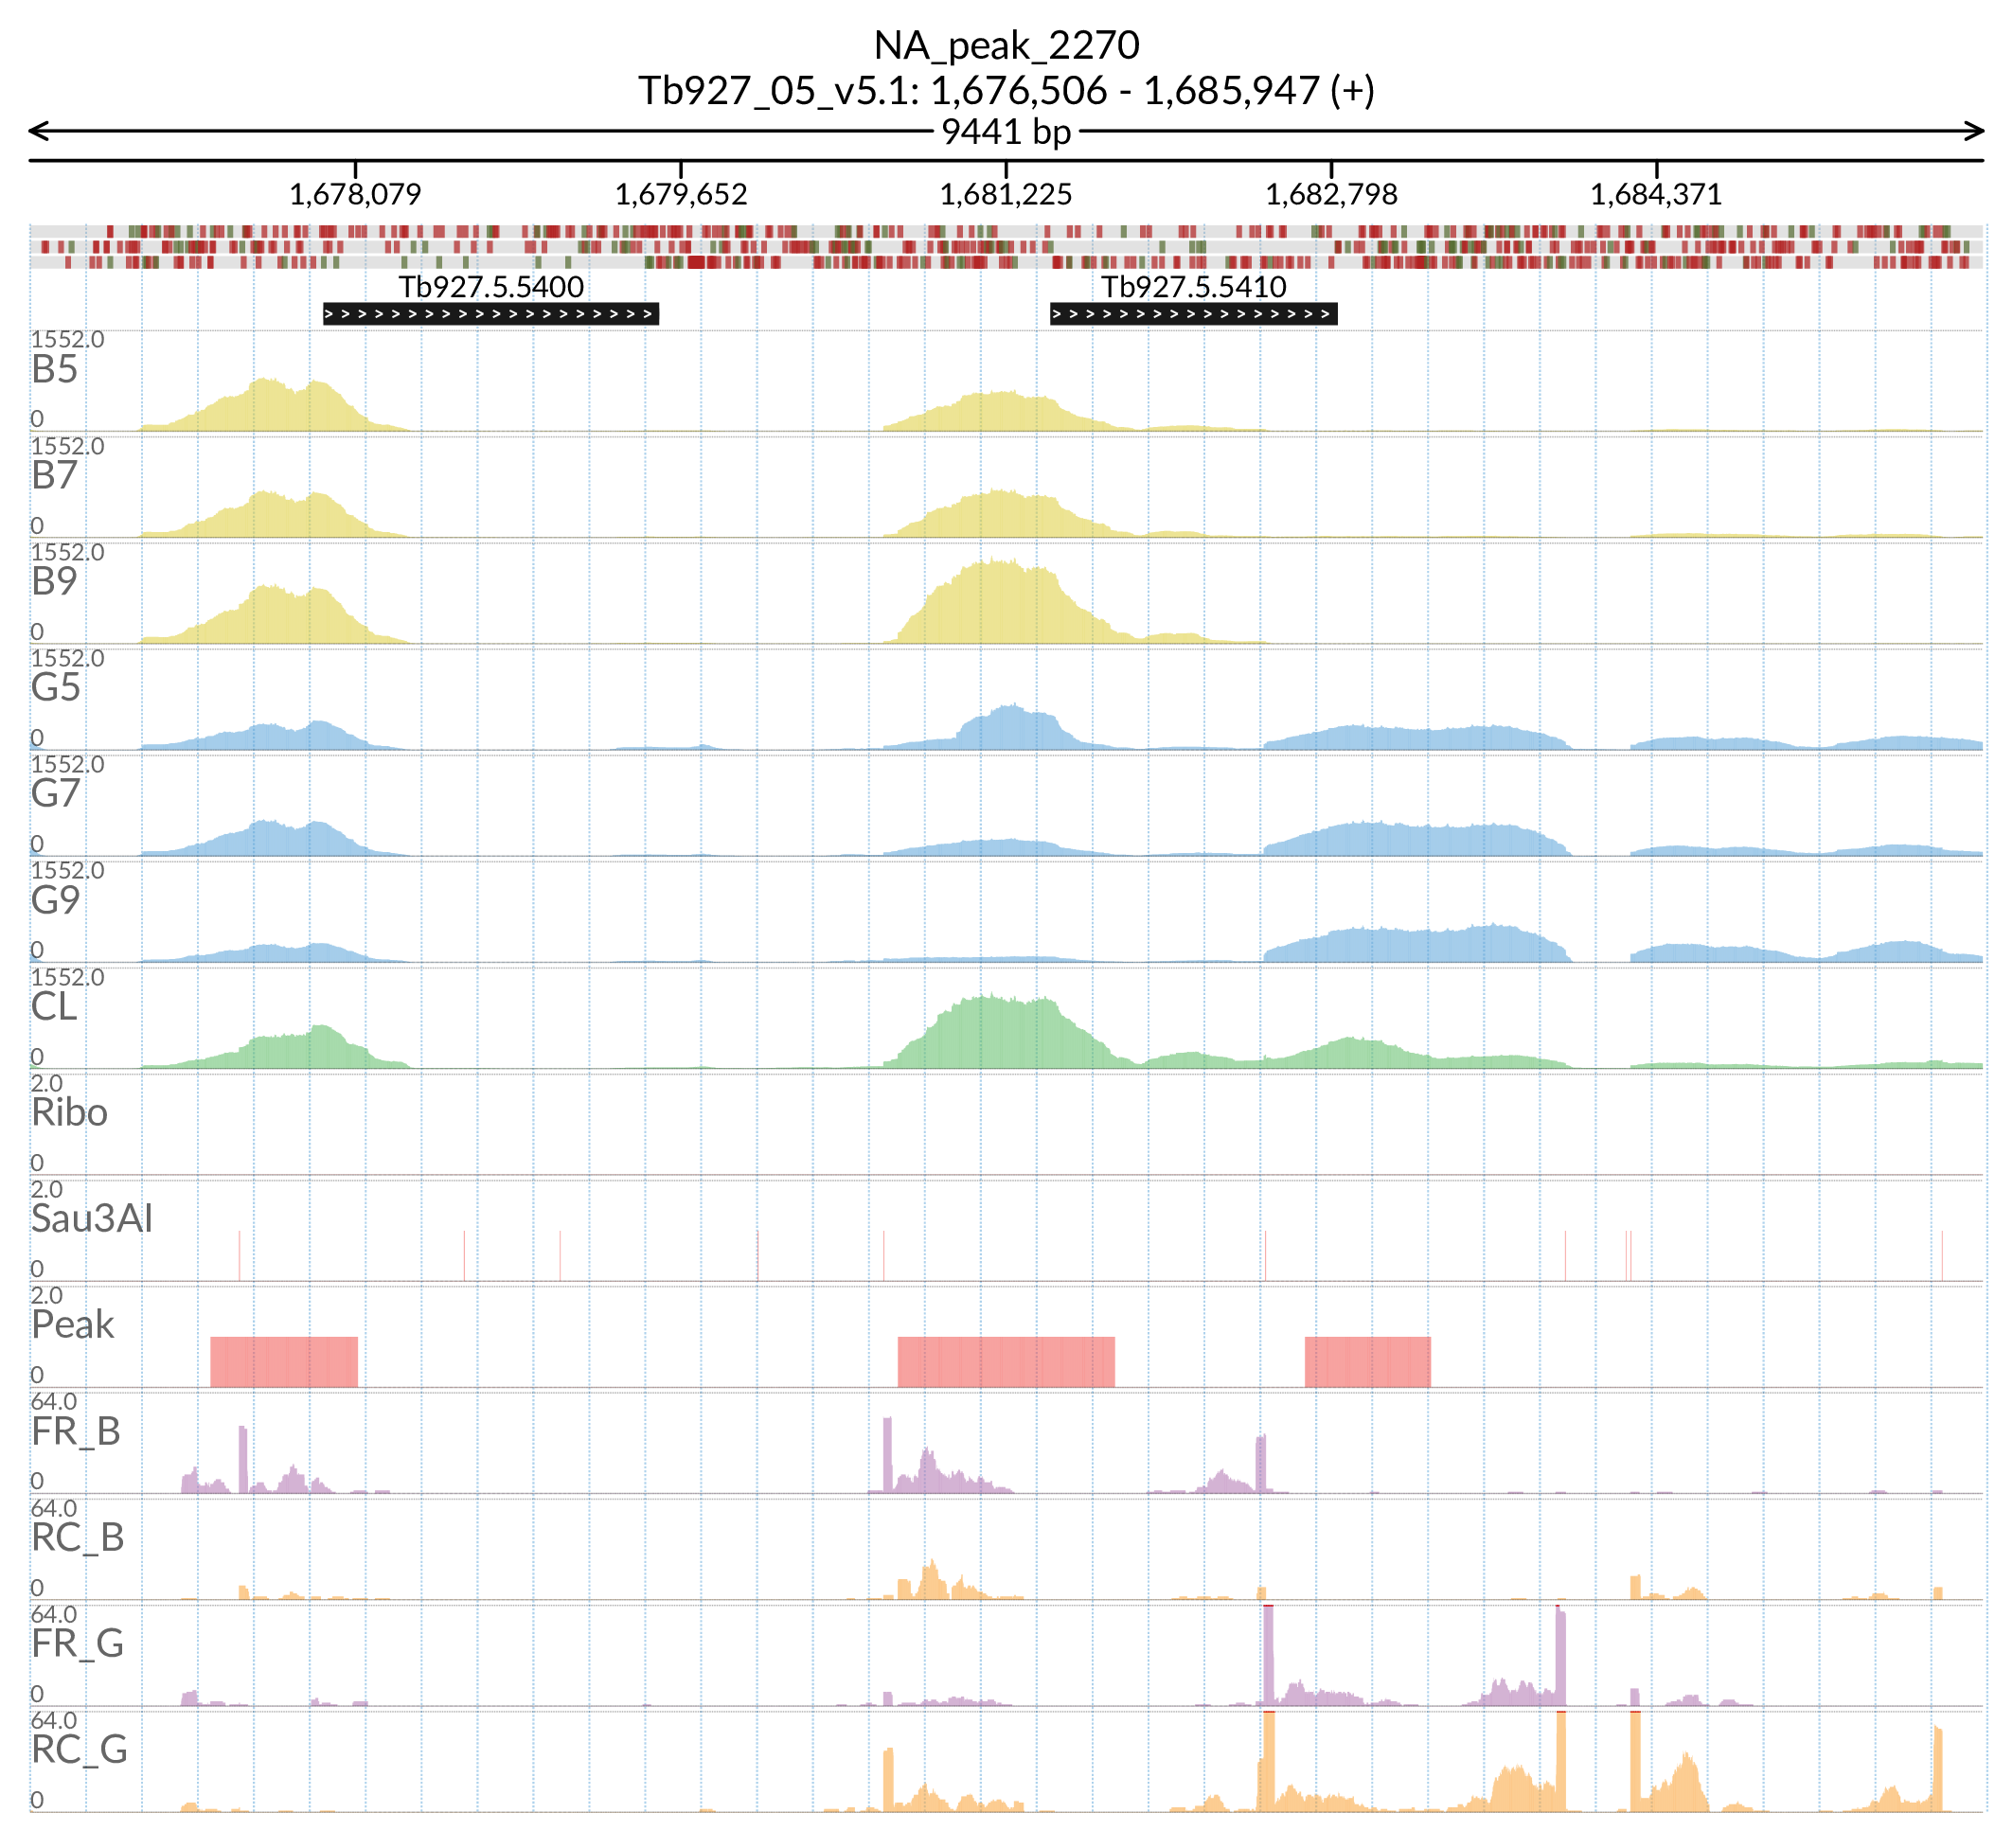 NA_peak_2270
Tb927_05_v5.1: 1,676,506 - 1,685,947 (+)
9441 bp
1,678,079 1,679,652 1,681,225 1,682,798 1,684,371
Tb927.5.5400 Tb927.5.5410
1552.0
B5
0
1552.0
B7
0
1552.0
B9
0
1552.0
G5
0
1552.0
G7
0
1552.0
G9
0
1552.0
CL
0
2.0
Ribo
0
2.0
Sau3AI
0
2.0
Peak
0
64.0
FR_B
0
64.0
RC_B
0
64.0
FR_G
0
64.0
RC_G
0